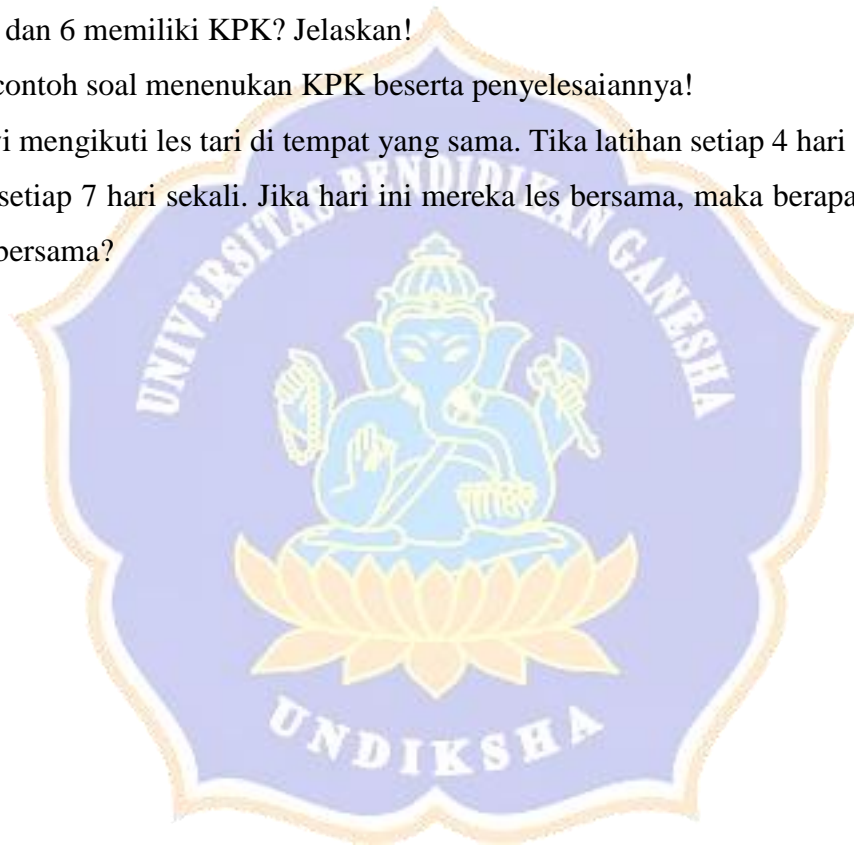 dan 6 memiliki KPK? Jelaskan!
contoh soal menenukan KPK beserta penyelesaiannya!
i mengikuti les tari di tempat yang sama. Tika latihan setiap 4 hari
setiap 7 hari sekali. Jika hari ini mereka les bersama, maka berapa
bersama?
UNIVERSITAS PENDIDIKAN GANESHA
UNDIKSHA